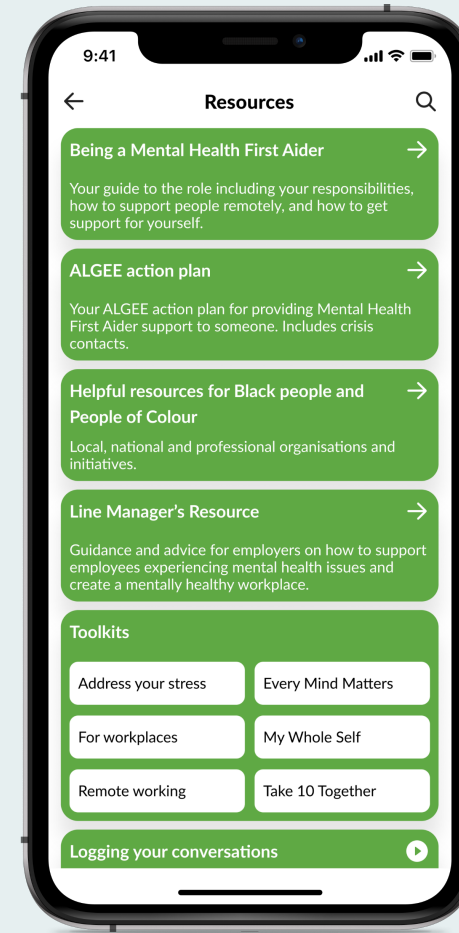 9:41
Resources
Being a Mental Health First Aider
Your guide to the role including your responsibilities,
how to support people remotely, and how to get
support for yourself.
ALGEE action plan
Your ALGEE action plan for providing Mental Health
First Aider support to someone. Includes crisis
contacts.
Helpful resources for Black people and
People of Colour
Local, national and professional organisations and
initiatives.
Line Manager's Resource
Guidance and advice for employers on how to support
employees experiencing mental health issues and
create a mentally healthy workplace.
Toolkits
Address your stress
Every Mind Matters
For workplaces
My Whole Self
Remote working
Take 10 Together
Logging your conversations